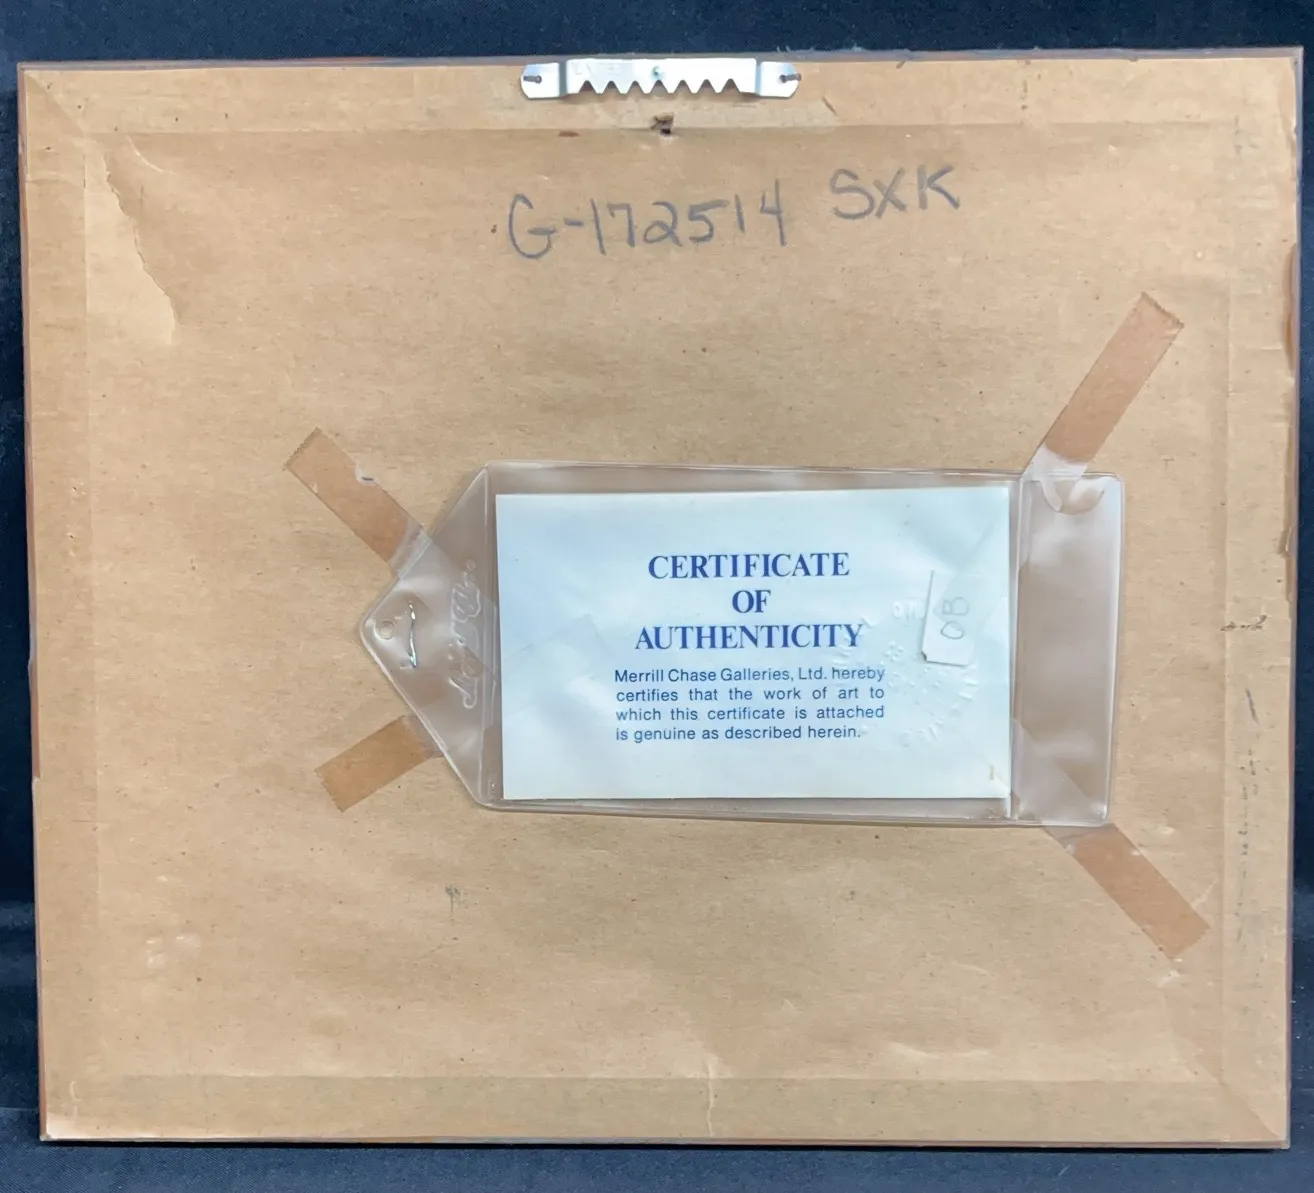 G-172514 SXK
CERTIFICATE
OF
AUTHENTICITY
Merrill Chase Galleries, Ltd. hereby
certifies that the work of art to
which this certificate is attached
is genuine as described herein.
OB